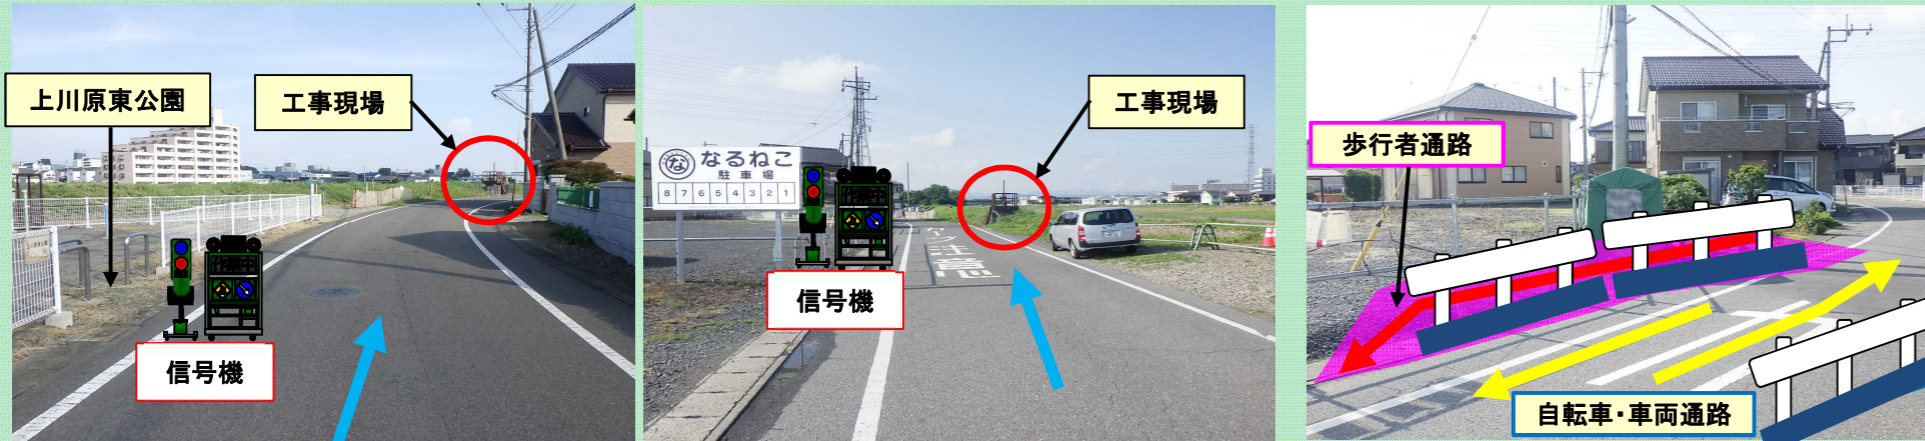 上川原東公園
工事現場
信号機
な なるねこ
駐車場
8 7 6 5 4 3 2 1
工事現場
信号機
歩行者通路
自転車・車両通路